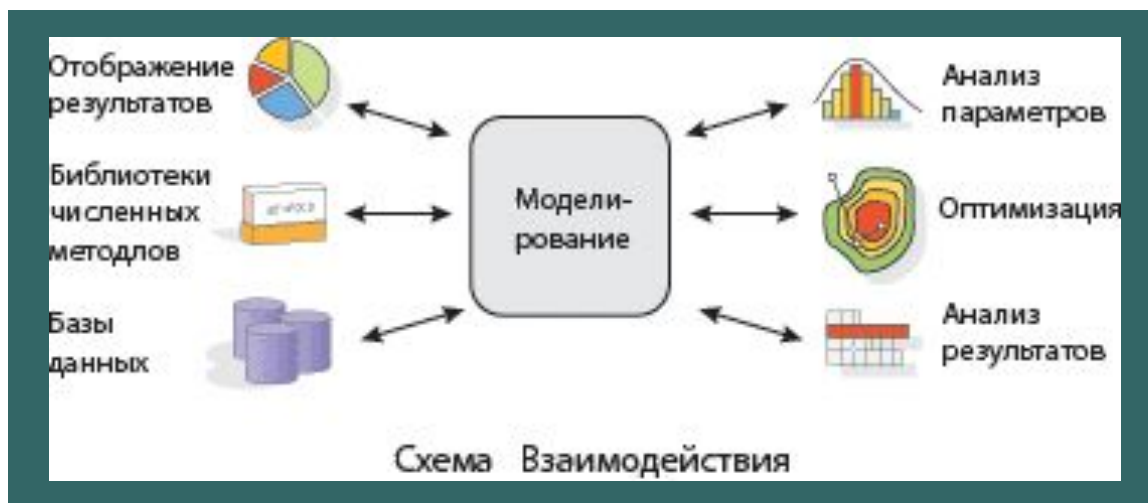 Отображение
результатов
Библиотеки
численных
методлов
Базы
данных
Модели-
рование
Анализ
параметров
Оптимизация
Анализ
результатов
Схема Взаимодействия